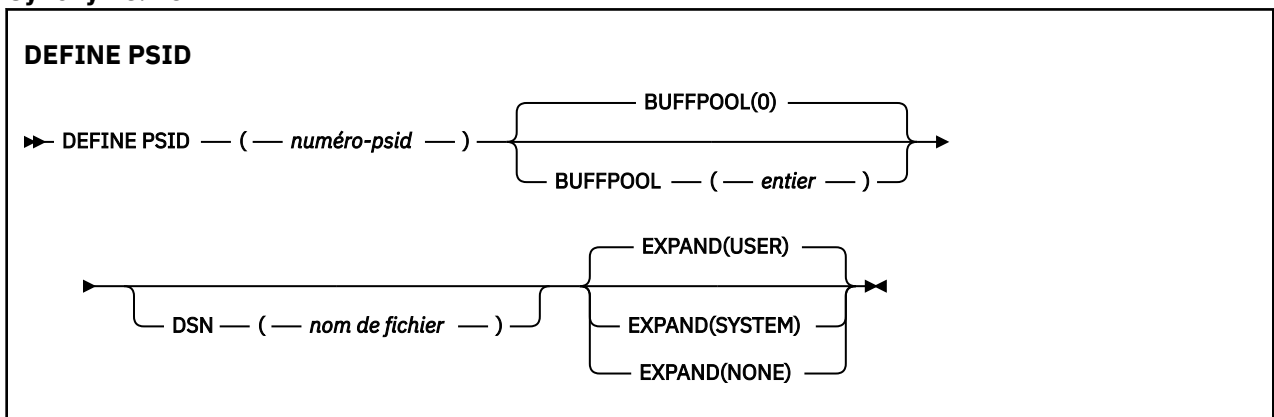 DEFINE PSID
BUFFPOOL(0)
DEFINE PSID ( numéro-psid )
BUFFPOOL ( entier )
EXPAND(USER)
DSN ( nom de fichier )
EXPAND(SYSTEM)
EXPAND(NONE)